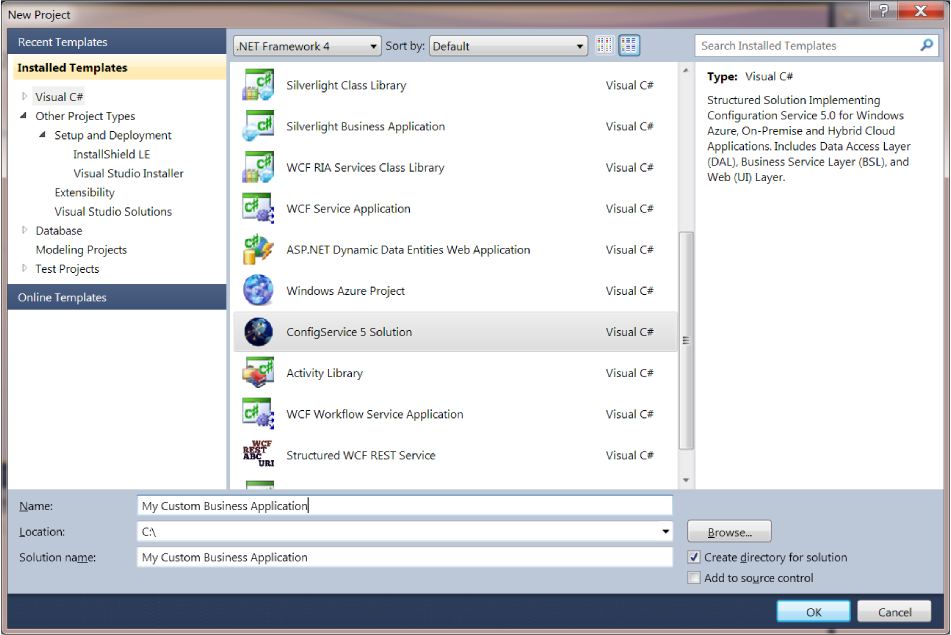 New Project
?
X
Recent Templates
.NET Framework 4
Sort by:
Default
Search Installed Templates
Installed Templates
Visual C#
Other Project Types
Setup and Deployment
InstallShield LE
Visual Studio Installer
Extensibility
Visual Studio Solutions
Database
Modeling Projects
Test Projects
Online Templates
Silverlight Class Library Visual C#
Silverlight Business Application Visual C#
WCF RIA Services Class Library Visual C#
WCF Service Application Visual C#
ASP.NET Dynamic Data Entities Web Application Visual C#
Windows Azure Project Visual C#
ConfigService 5 Solution Visual C#
Activity Library Visual C#
WCF Workflow Service Application Visual C#
WCF
REST
ABC
URI
Structured WCF REST Service Visual C#
Type: Visual C#
Structured Solution Implementing
Configuration Service 5.0 for Windows
Azure, On-Premise and Hybrid Cloud
Applications. Includes Data Access Layer
(DAL), Business Service Layer (BSL), and
Web (UI) Layer.
Name: My Custom Business Application
Location: C:\
Browse...
Solution name: My Custom Business Application
Create directory for solution
Add to source control
OK
Cancel